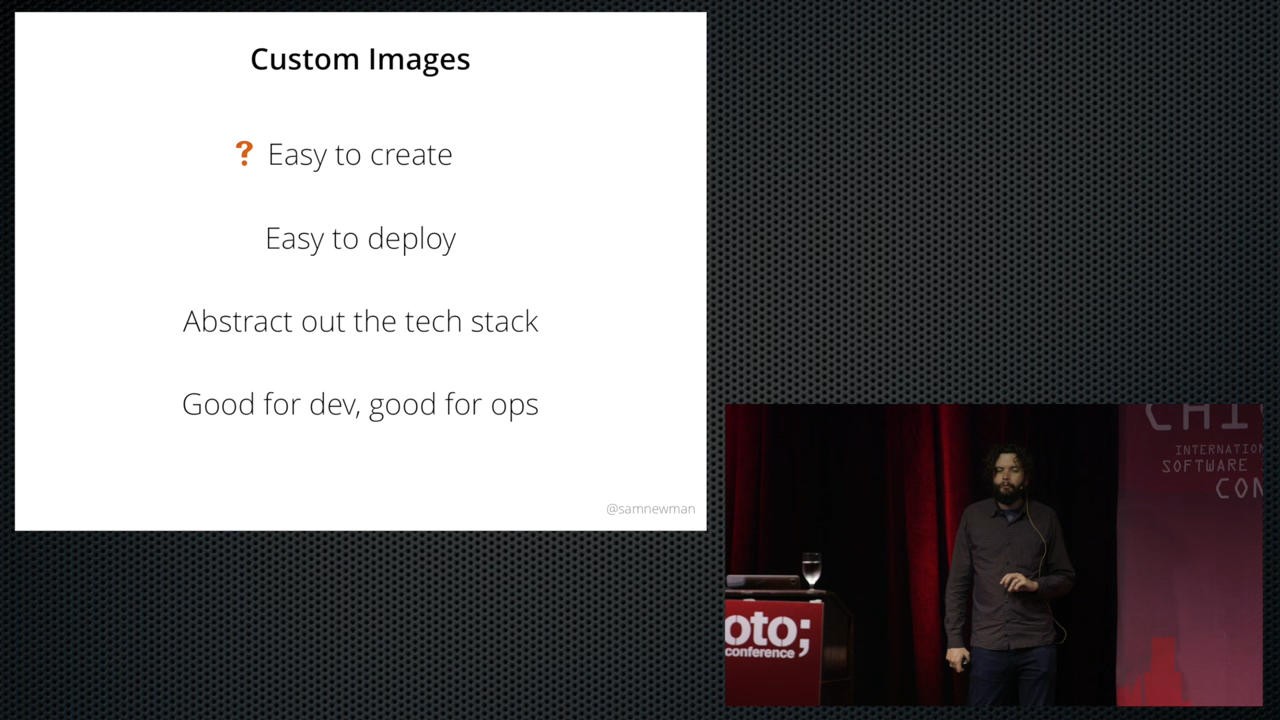 Custom Images
? Easy to create
Easy to deploy
Abstract out the tech stack
Good for dev, good for ops
@samnewman
CHI
INTERNATION
SOFTWARE
CON
oto;
conference